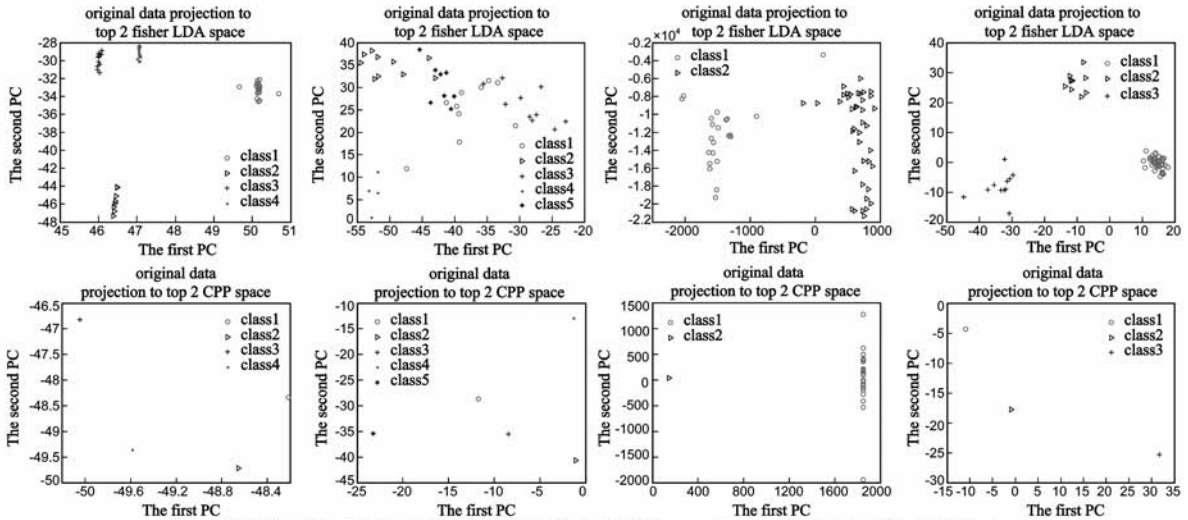 original data projection to
top 2 fisher LDA space
The second PC
-28
-30
-32
-34
-36
-38
-40
-42
-44
-46
-48
class1
class2
class3
class4
45 46 47 48 49 50 51
The first PC
original data projection to
top 2 fisher LDA space
The second PC
40
35
30
25
20
15
10
5
0
class1
class2
class3
class4
class5
-55 -50 -45 -40 -35 -30 -25 -20
The first PC
original data projection to
top 2 fisher LDA space
×10⁴
The second PC
-0.2
-0.4
-0.6
-0.8
-1.0
-1.2
-1.4
-1.6
-1.8
-2
-2.2
class1
class2
-2000 -1000 0 1000
The first PC
original data projection to
top 2 fisher LDA space
The second PC
40
30
20
10
0
-10
-20
class1
class2
class3
-50 -40 -30 -20 -10 0 10 20
The first PC
original data
projection to top 2 CPP space
The second PC
-46.5
-47
-47.5
-48
-48.5
-49
-49.5
-50
class1
class2
class3
class4
-50 -49.6 -49.2 -48.8 -48.4
The first PC
original data
projection to top 2 CPP space
The second PC
-10
-15
-20
-25
-30
-35
-40
-45
class1
class2
class3
class4
class5
-25 -20 -15 -10 -5 0
The first PC
original data
projection to top 2 CPP space
The second PC
1500
1000
500
0
-500
-1000
-1500
-2000
class1
class2
0 400 800 1200 1600 2000
The first PC
original data
projection to top 2 CPP space
The second PC
0
-5
-10
-15
-20
-25
-30
class1
class2
class3
-15 -10 -5 0 5 10 15 20 25 30 35
The first PC